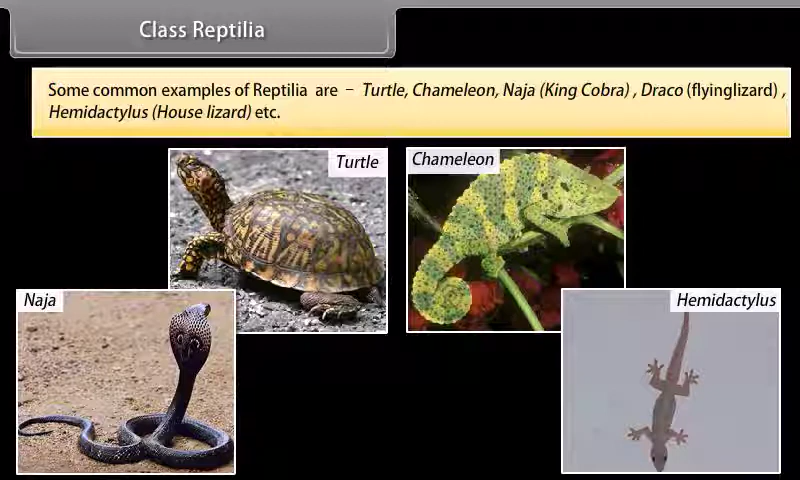 Class Reptilia
Some common examples of Reptilia are – Turtle, Chameleon, Naja (King Cobra) , Draco (flyinglizard) ,
Hemidactylus (House lizard) etc.
Turtle
Chameleon
Naja
Hemidactylus